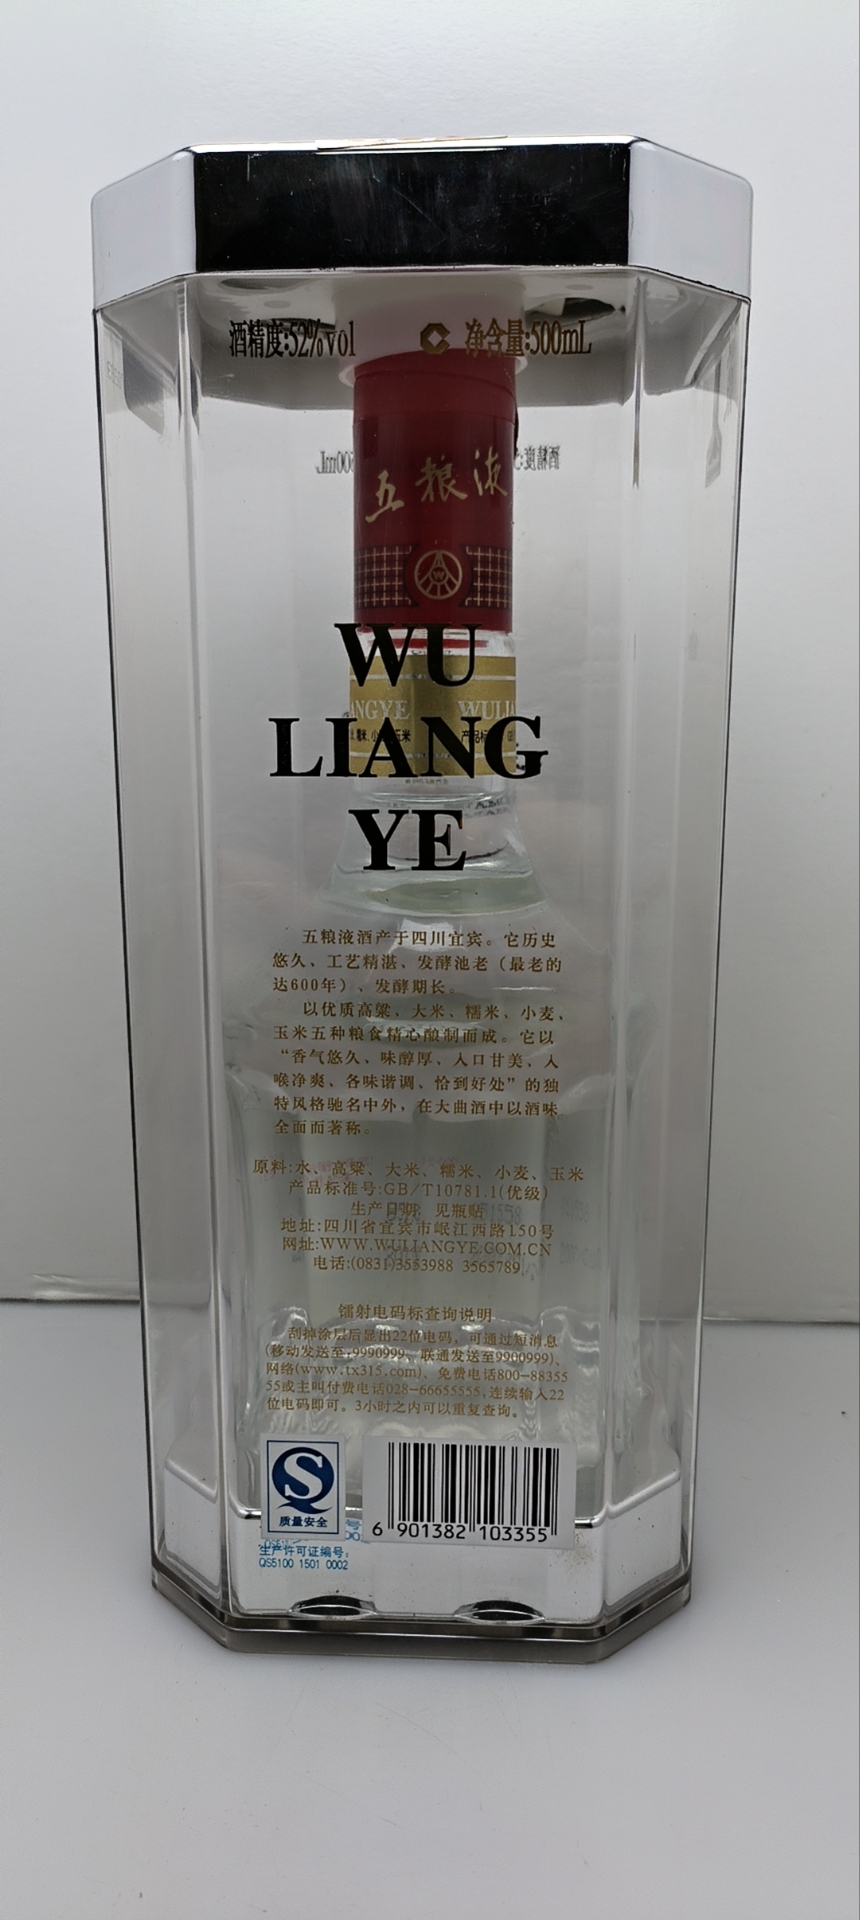 酒精度:52%vol 净含量:500mL
五粮液
WU
ANGYE WULIA
LIANG
YE
五粮液酒产于四川宜宾。它历史
悠久、工艺精湛、发酵池老（最老的
达600年）、发酵期长。
以优质高粱、大米、糯米、小麦、
玉米五种粮食精心酿制而成。它以
“香气悠久、味醇厚、入口甘美、入
喉净爽、各味谐调、恰到好处”的独
特风格驰名中外，在大曲酒中以酒味
全面而著称。
原料:水、高粱、大米、糯米、小麦、玉米
产品标准号:GB/T10781.1(优级)
生产日期: 见瓶贴
地址:四川省宜宾市岷江西路150号
网址:WWW.WULIANGYE.COM.CN
电话:(0831)3553988 3565789
镭射电码标查询说明
刮掉涂层后显出22位电码，可通过短消息
(移动发送至:9990999、联通发送至9900999)、
网络(www.tx315.com)、免费电话800-88355
55或主叫付费电话028-66655555,连续输入22
位电码即可。3小时之内可以重复查询。
质量安全
6 901382 103355
生产许可证编号:
QS5100 1501 0002